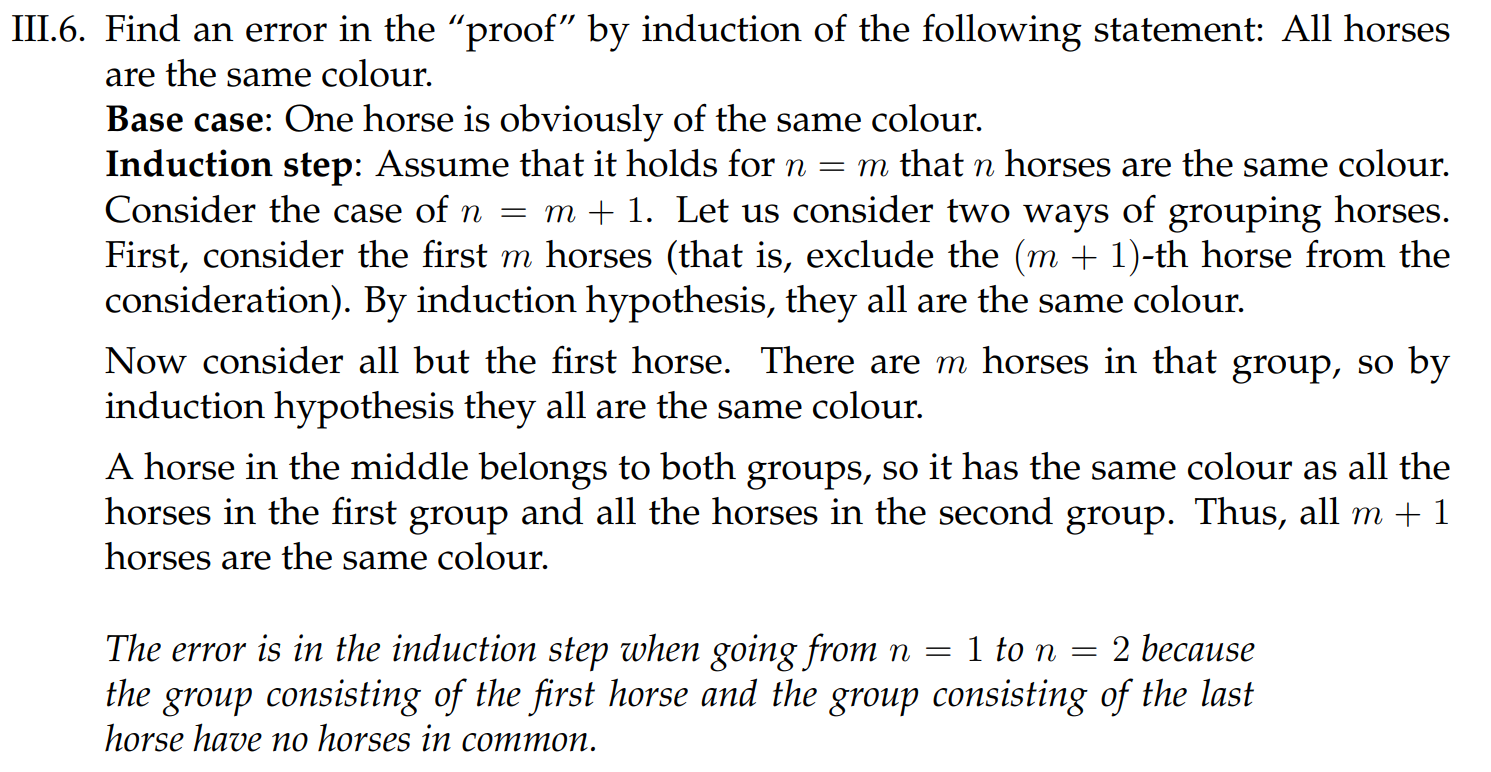 III.6. Find an error in the “proof” by induction of the following statement: All horses
are the same colour.
Base case: One horse is obviously of the same colour.
Induction step: Assume that it holds for n = m that n horses are the same colour.
Consider the case of n = m + 1. Let us consider two ways of grouping horses.
First, consider the first m horses (that is, exclude the (m + 1)-th horse from the
consideration). By induction hypothesis, they all are the same colour.
Now consider all but the first horse. There are m horses in that group, so by
induction hypothesis they all are the same colour.
A horse in the middle belongs to both groups, so it has the same colour as all the
horses in the first group and all the horses in the second group. Thus, all m + 1
horses are the same colour.
The error is in the induction step when going from n = 1 to n = 2 because
the group consisting of the first horse and the group consisting of the last
horse have no horses in common.